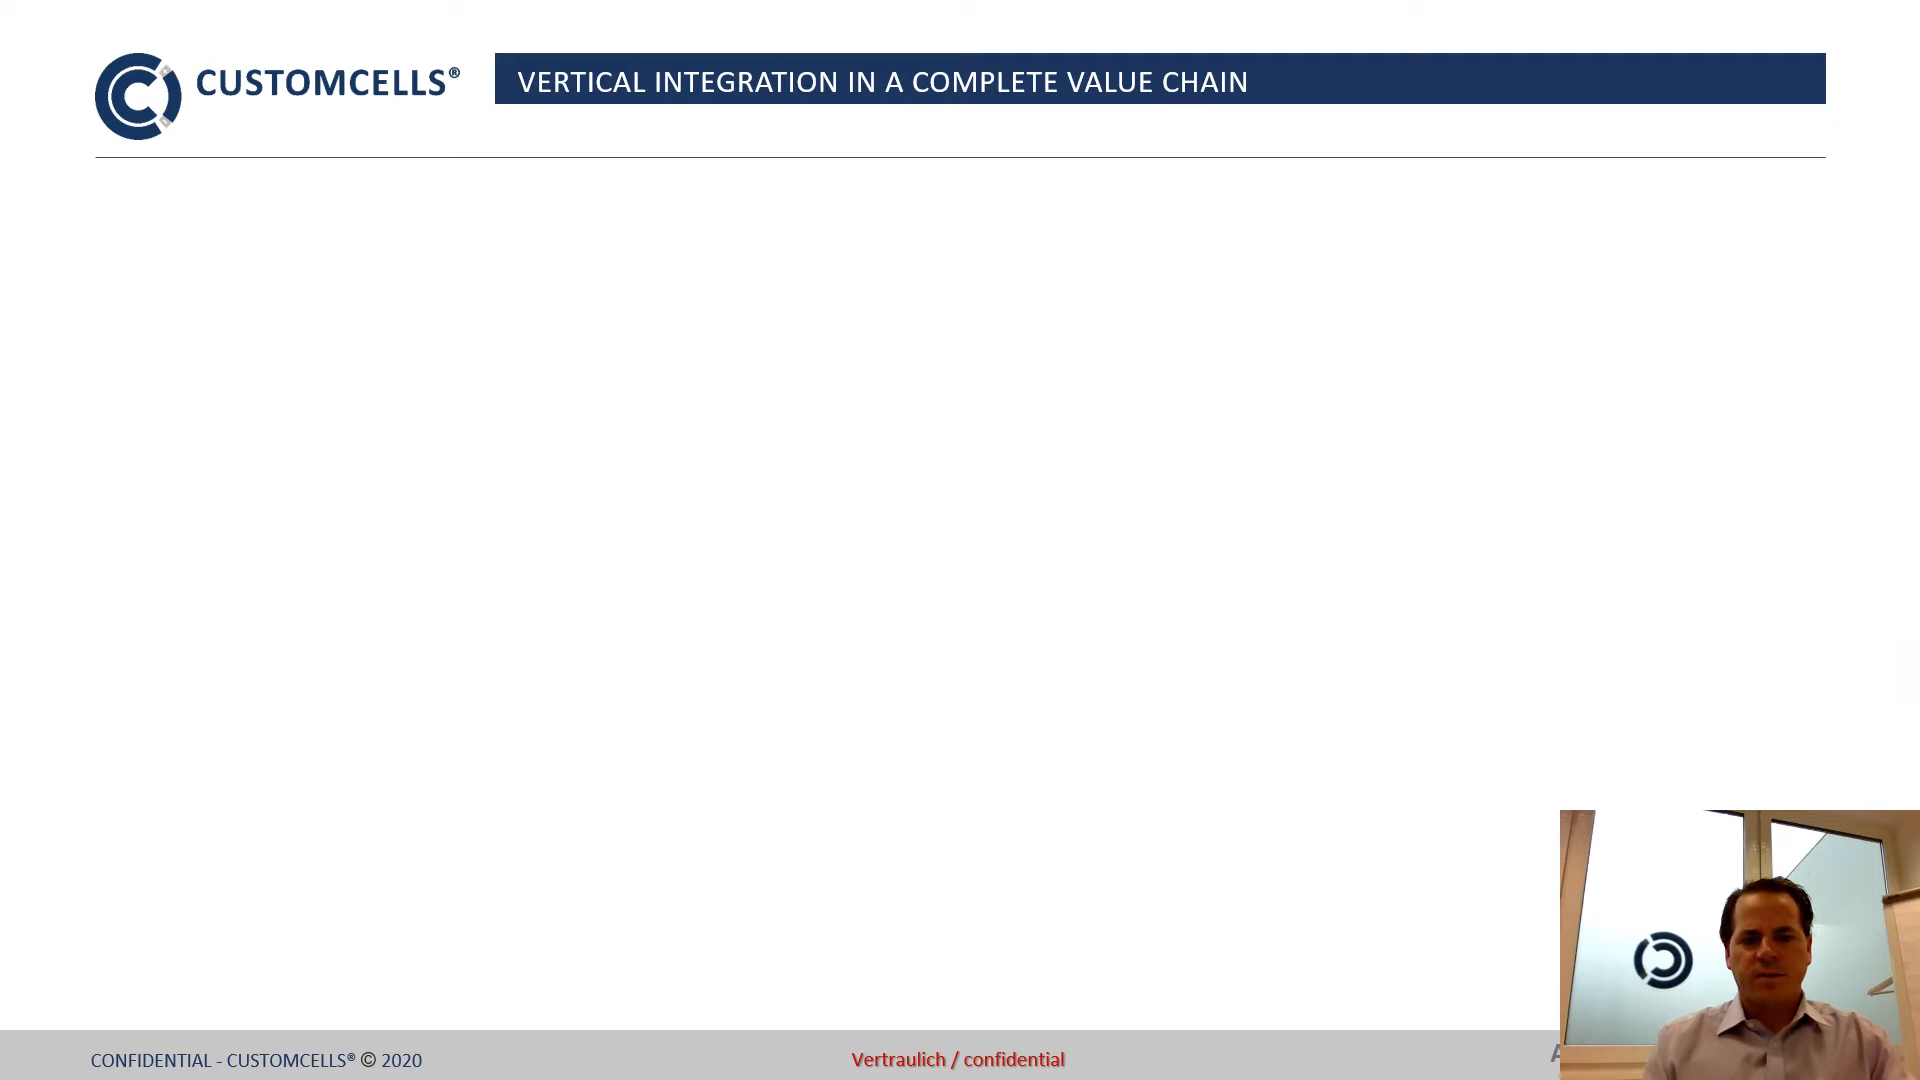 CUSTOMCELLS®
VERTICAL INTEGRATION IN A COMPLETE VALUE CHAIN
CONFIDENTIAL - CUSTOMCELLS® © 2020
Vertraulich / confidential